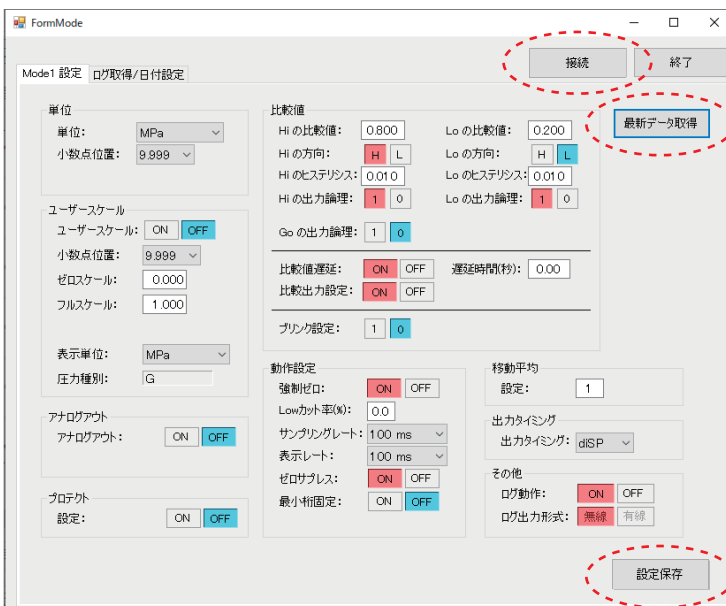 FormMode
接続
終了
Mode1 設定
ログ取得/日付設定
最新データ取得
単位
単位:
MPa
小数点位置:
9.999
ユーザースケール
ユーザースケール:
ON
OFF
小数点位置:
9.999
ゼロスケール:
0.000
フルスケール:
1.000
表示単位:
MPa
圧力種別:
G
アナログアウト
アナログアウト:
ON
OFF
プロテクト
設定:
ON
OFF
比較値
Hi の比較値:
0.800
Lo の比較値:
0.200
Hi の方向:
H
L
Lo の方向:
H
L
Hi のヒステリシス:
0.010
Lo のヒステリシス:
0.010
Hi の出力論理:
1
0
Lo の出力論理:
1
0
Go の出力論理:
1
0
比較値遅延:
ON
OFF
遅延時間(秒):
0.00
比較出力設定:
ON
OFF
ブリンク設定:
1
0
動作設定
強制ゼロ:
ON
OFF
Lowカット率(%):
0.0
サンプリングレート:
100 ms
表示レート:
100 ms
ゼロサプレス:
ON
OFF
最小桁固定:
ON
OFF
移動平均
設定:
1
出力タイミング
出力タイミング:
diSP
その他
ログ動作:
ON
OFF
ログ出力形式:
無線
有線
設定保存